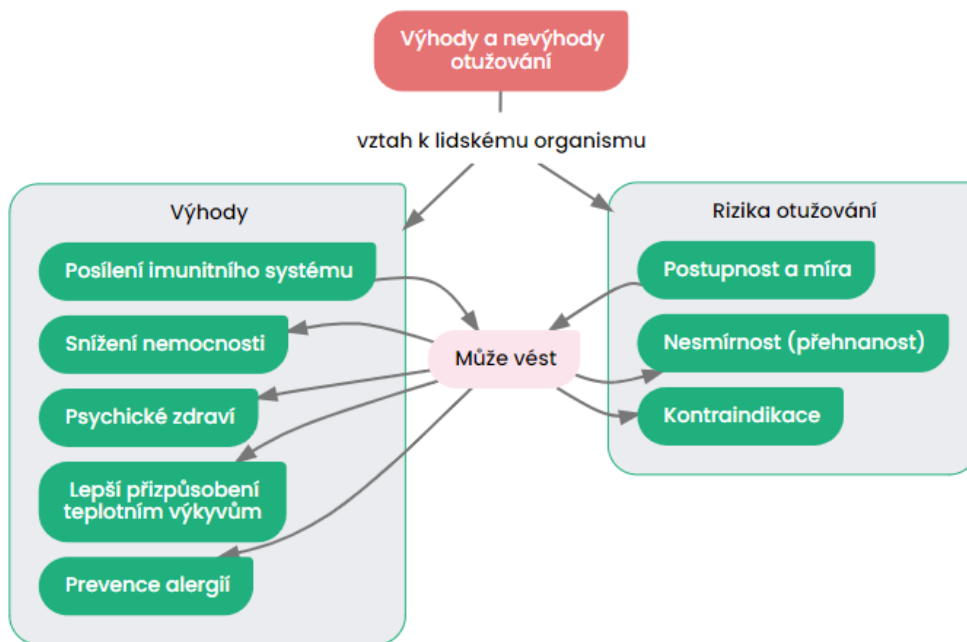 Výhody a nevýhody
otužování
vztah k lidskému organismu
Výhody
Posílení imunitního systému
Snížení nemocnosti
Psychické zdraví
Lepší přizpůsobení
teplotním výkyvům
Prevence alergií
Může vést
Rizika otužování
Postupnost a míra
Nesmírnost (přehnanost)
Kontraindikace